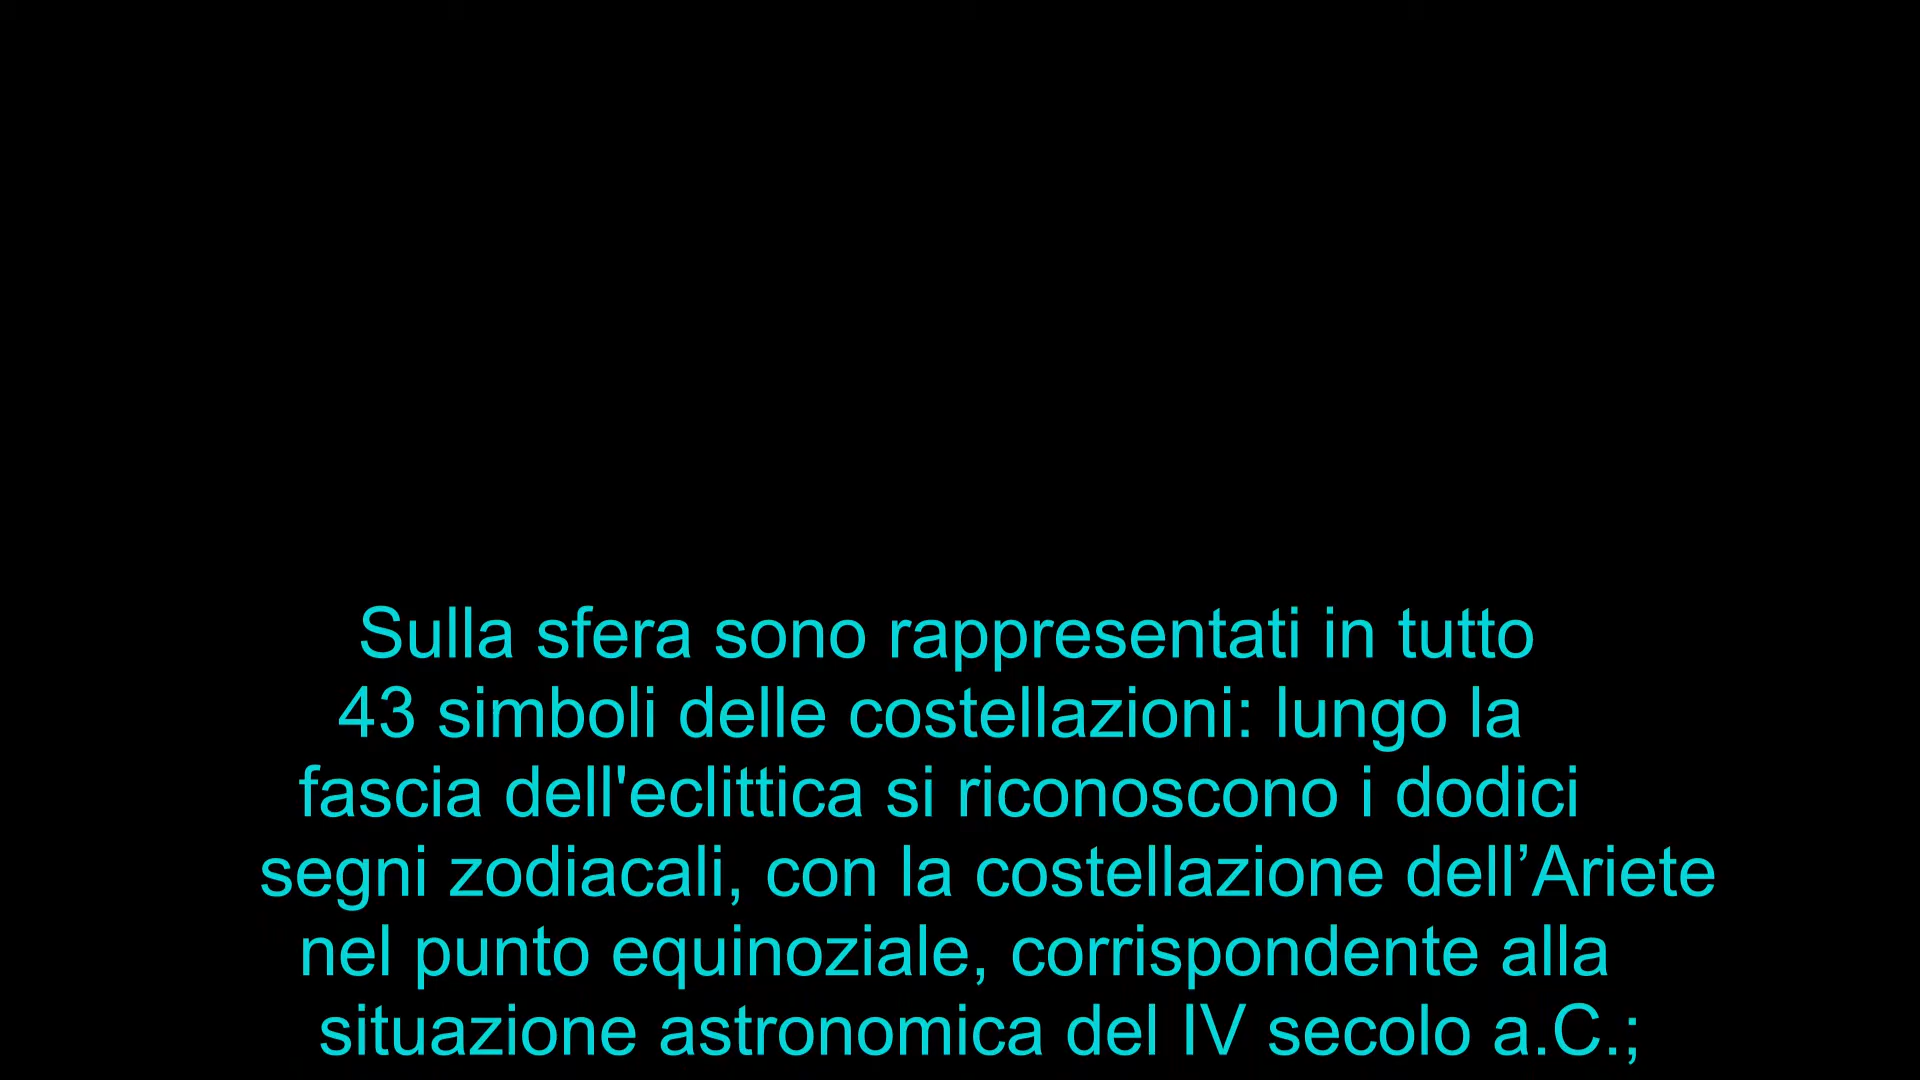 Sulla sfera sono rappresentati in tutto
43 simboli delle costellazioni: lungo la
fascia dell'eclittica si riconoscono i dodici
segni zodiacali, con la costellazione dell’Ariete
nel punto equinoziale, corrispondente alla
situazione astronomica del IV secolo a.C.;